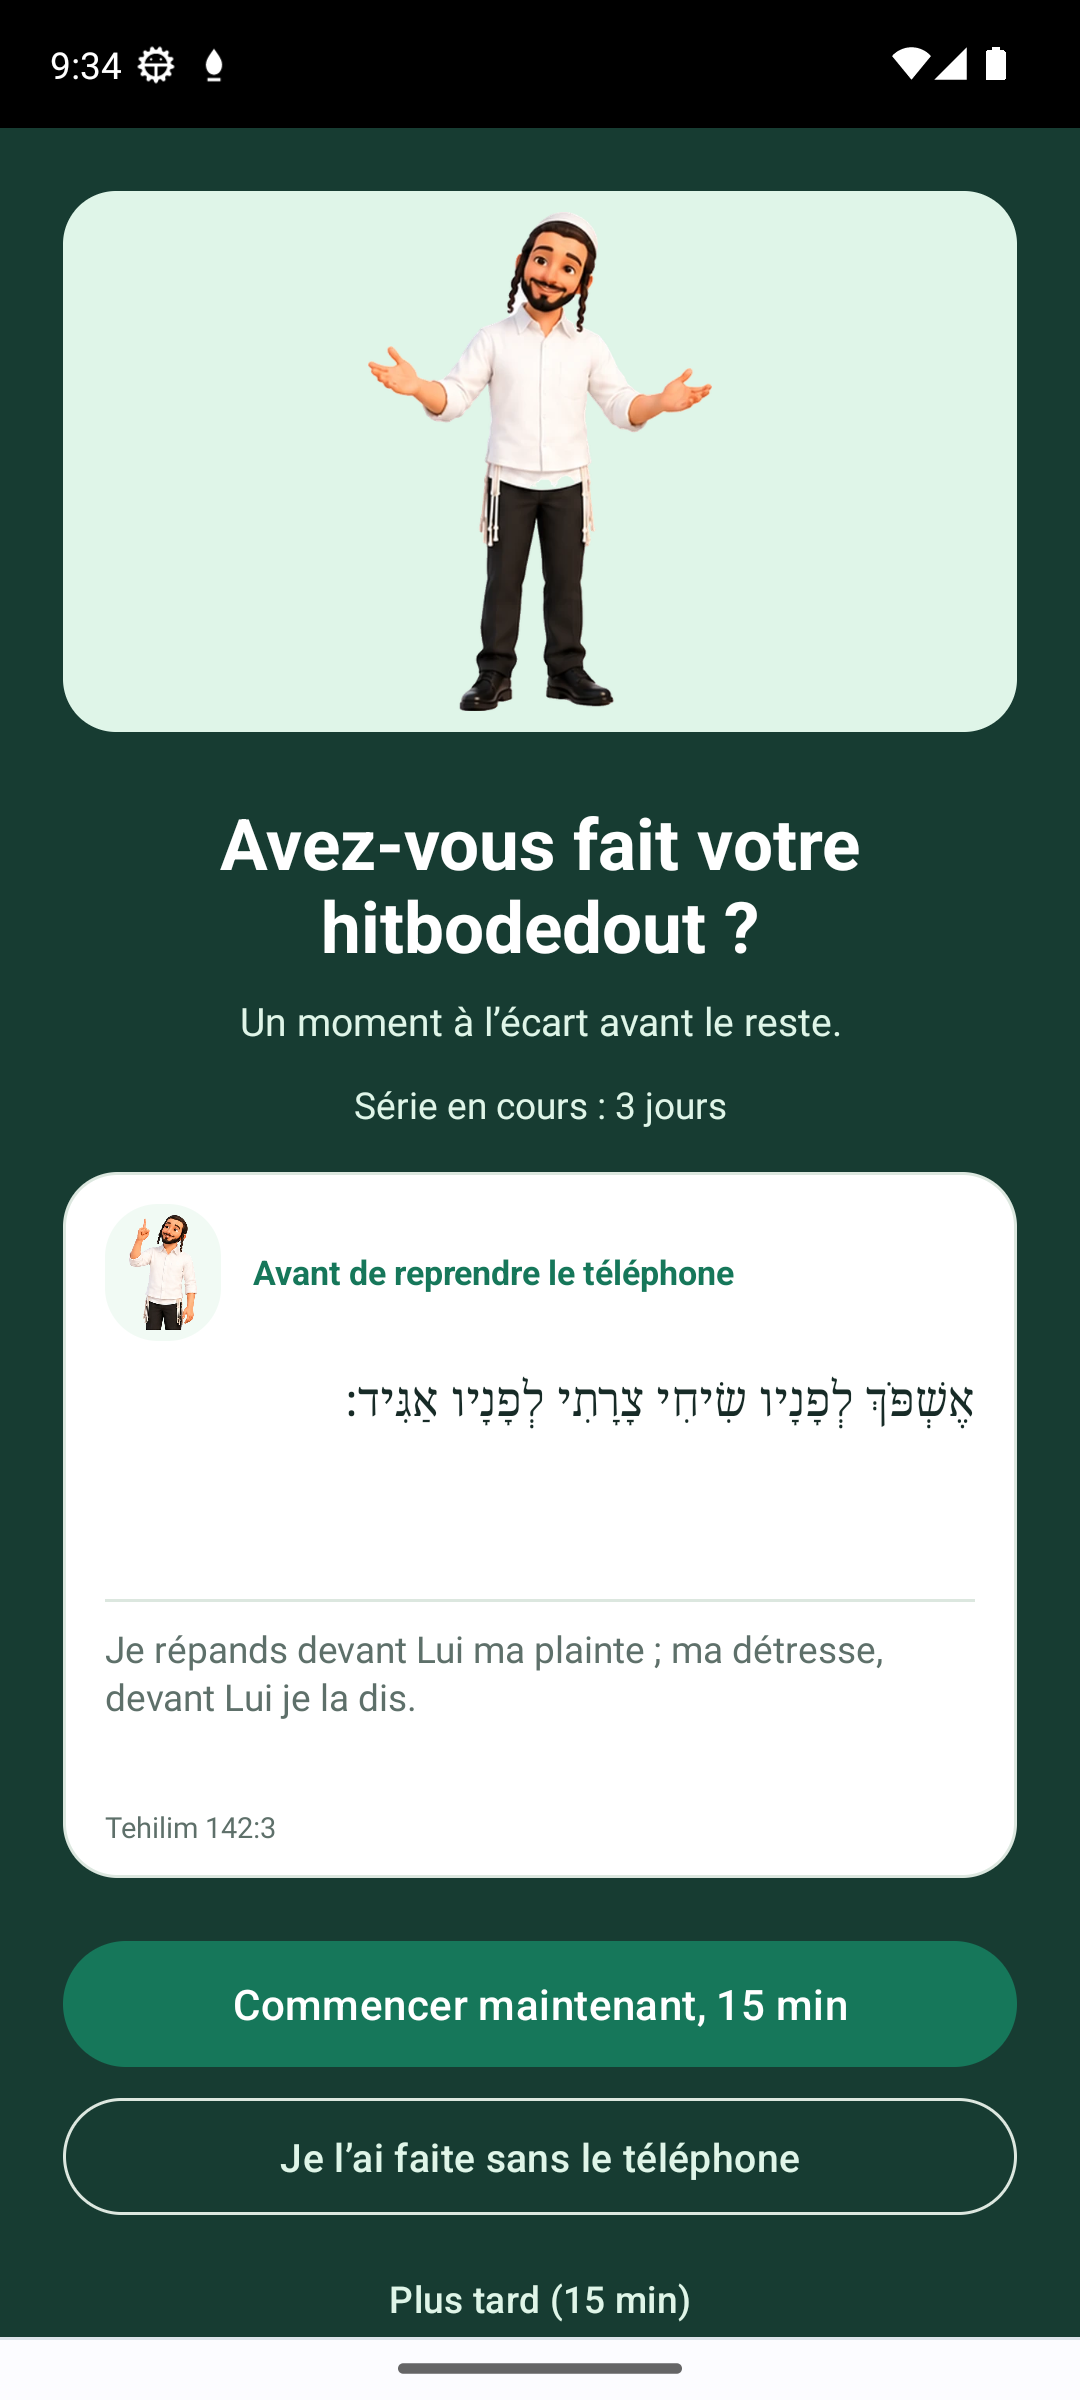 9:34
Avez-vous fait votre
hitbodedout ?
Un moment à l’écart avant le reste.
Série en cours : 3 jours
Avant de reprendre le téléphone
אֶשְׁפֹּךְ לְפָנָיו שִׂיחִי צָרָתִי לְפָנָיו אַגִּיד:
Je répands devant Lui ma plainte ; ma détresse,
devant Lui je la dis.
Tehilim 142:3
Commencer maintenant, 15 min
Je l’ai faite sans le téléphone
Plus tard (15 min)